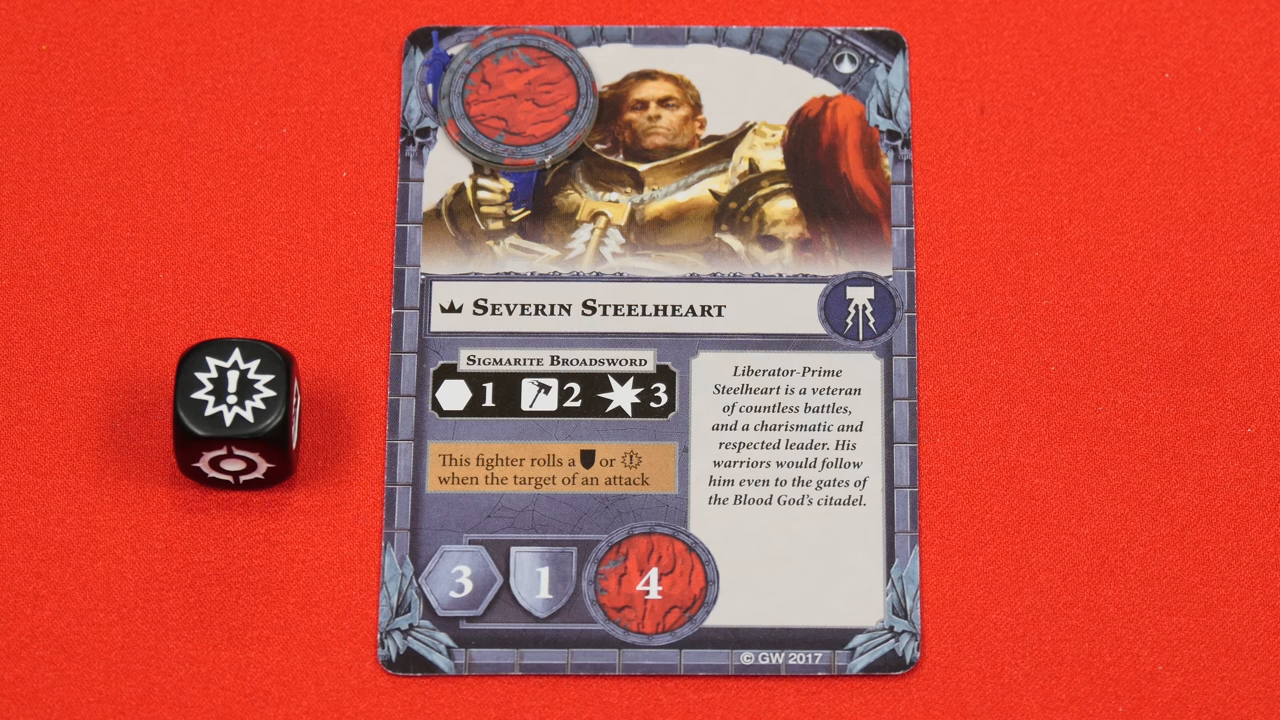 !
SEVERIN STEELHEART
SIGMARITE BROADSWORD
1 2 3
This fighter rolls a or
when the target of an attack
Liberator-Prime
Steelheart is a veteran
of countless battles,
and a charismatic and
respected leader. His
warriors would follow
him even to the gates of
the Blood God's citadel.
3 1 4
© GW 2017